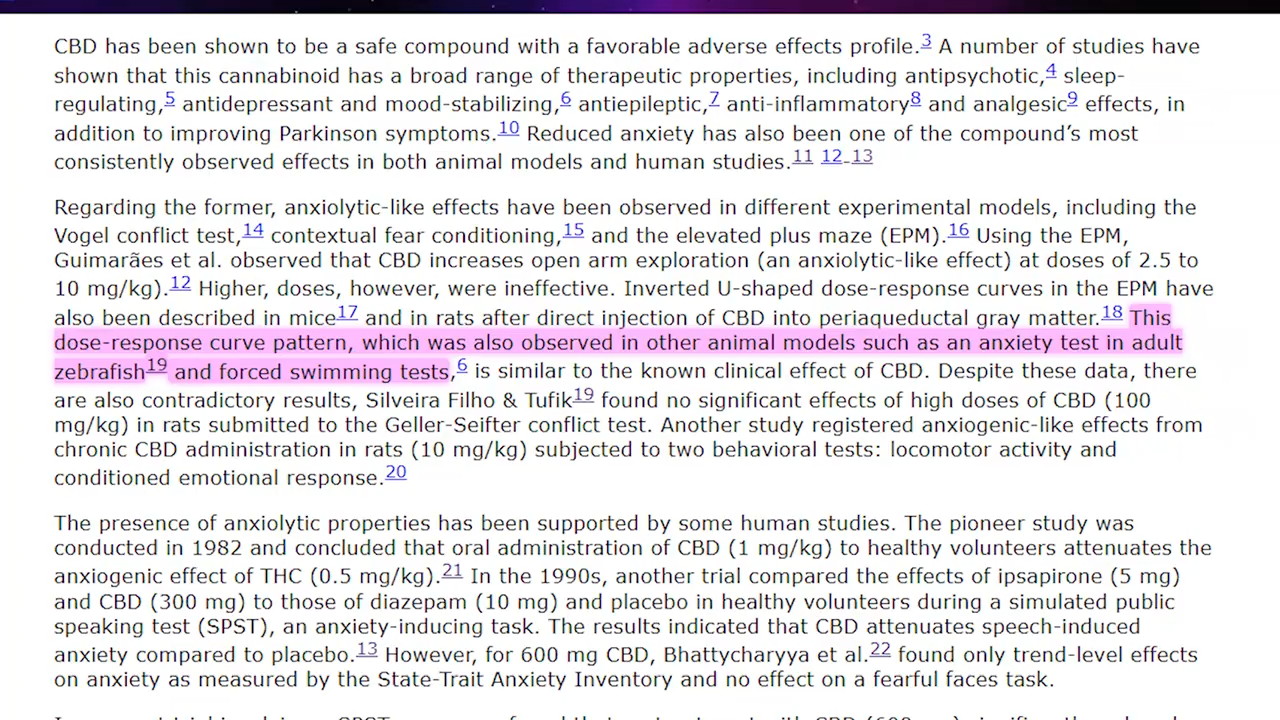 CBD has been shown to be a safe compound with a favorable adverse effects profile.3 A number of studies have
shown that this cannabinoid has a broad range of therapeutic properties, including antipsychotic,4 sleep-
regulating,5 antidepressant and mood-stabilizing,6 antiepileptic,7 anti-inflammatory8 and analgesic9 effects, in
addition to improving Parkinson symptoms.10 Reduced anxiety has also been one of the compound's most
consistently observed effects in both animal models and human studies.11 12-13
Regarding the former, anxiolytic-like effects have been observed in different experimental models, including the
Vogel conflict test,14 contextual fear conditioning,15 and the elevated plus maze (EPM).16 Using the EPM,
Guimarães et al. observed that CBD increases open arm exploration (an anxiolytic-like effect) at doses of 2.5 to
10 mg/kg).12 Higher, doses, however, were ineffective. Inverted U-shaped dose-response curves in the EPM have
also been described in mice17 and in rats after direct injection of CBD into periaqueductal gray matter.18 This
dose-response curve pattern, which was also observed in other animal models such as an anxiety test in adult
zebrafish19 and forced swimming tests,6 is similar to the known clinical effect of CBD. Despite these data, there
are also contradictory results, Silveira Filho & Tufik19 found no significant effects of high doses of CBD (100
mg/kg) in rats submitted to the Geller-Seifter conflict test. Another study registered anxiogenic-like effects from
chronic CBD administration in rats (10 mg/kg) subjected to two behavioral tests: locomotor activity and
conditioned emotional response.20
The presence of anxiolytic properties has been supported by some human studies. The pioneer study was
conducted in 1982 and concluded that oral administration of CBD (1 mg/kg) to healthy volunteers attenuates the
anxiogenic effect of THC (0.5 mg/kg).21 In the 1990s, another trial compared the effects of ipsapirone (5 mg)
and CBD (300 mg) to those of diazepam (10 mg) and placebo in healthy volunteers during a simulated public
speaking test (SPST), an anxiety-inducing task. The results indicated that CBD attenuates speech-induced
anxiety compared to placebo.13 However, for 600 mg CBD, Bhattycharyya et al.22 found only trend-level effects
on anxiety as measured by the State-Trait Anxiety Inventory and no effect on a fearful faces task.